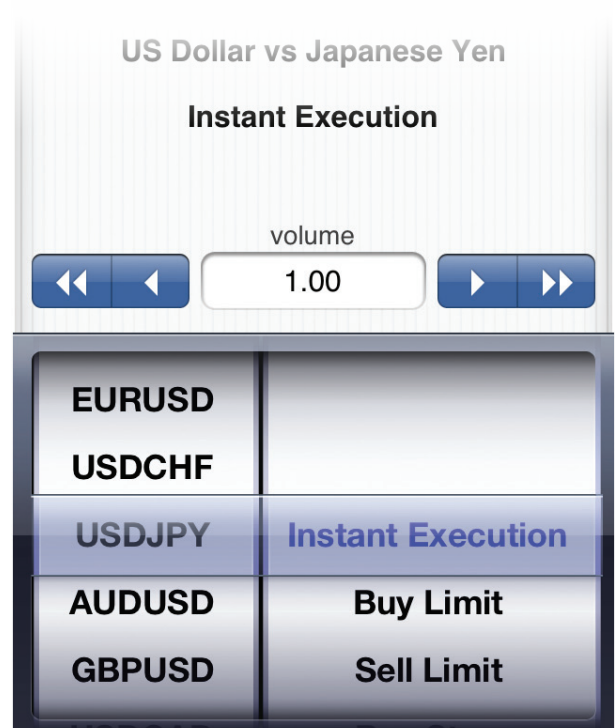 US Dollar vs Japanese Yen
Instant Execution
volume
1.00
EURUSD
USDCHF
USDJPY Instant Execution
AUDUSD Buy Limit
GBPUSD Sell Limit